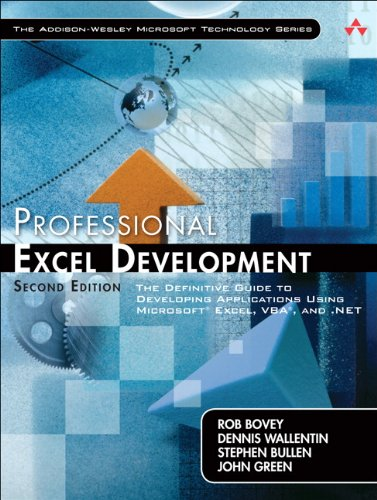 The Addison-Wesley Microsoft Technology Series
Professional
Excel Development
Second Edition
The Definitive Guide to
Developing Applications Using
Microsoft® Excel, VBA®, and .NET
Rob Bovey
Dennis Wallentin
Stephen Bullen
John Green